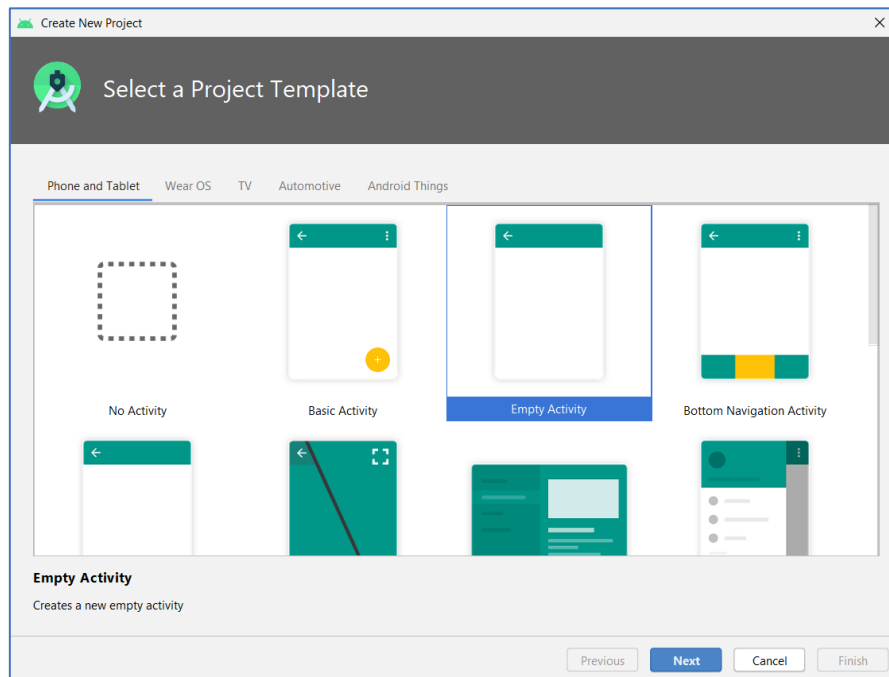 Create New Project
Select a Project Template
Phone and Tablet Wear OS TV Automotive Android Things
No Activity Basic Activity Empty Activity Bottom Navigation Activity
Empty Activity
Creates a new empty activity
Previous Next Cancel Finish